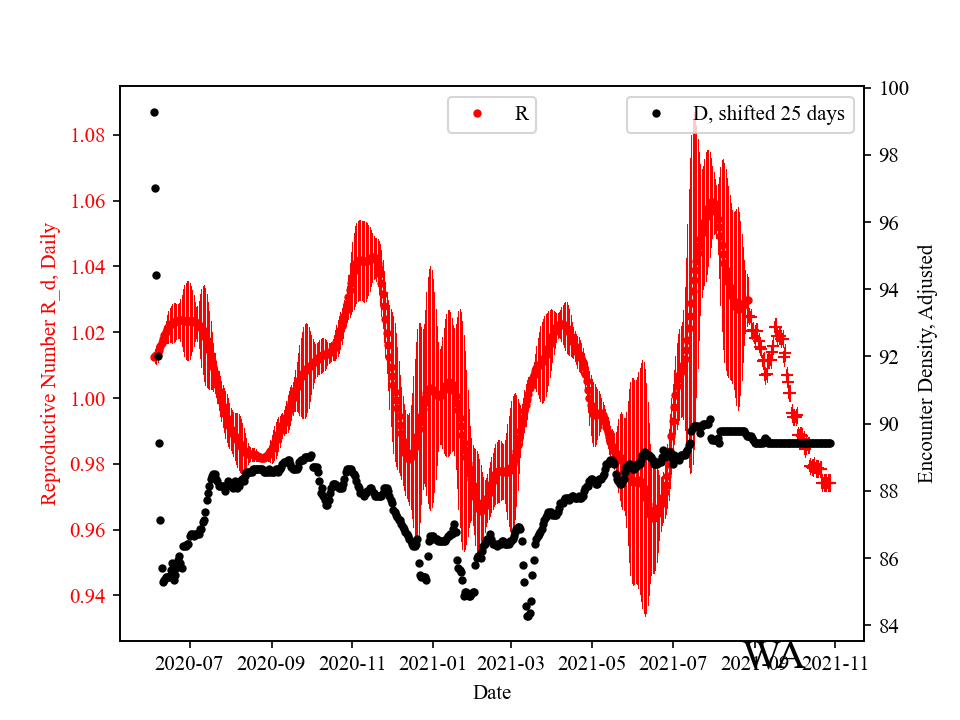 R
D, shifted 25 days
Reproductive Number R_d, Daily
1.08
1.06
1.04
1.02
1.00
0.98
0.96
0.94
100
98
96
94
92
90
88
86
84
Encounter Density, Adjusted
2020-07 2020-09 2020-11 2021-01 2021-03 2021-05 2021-07 2021-09 2021-11
WA
Date